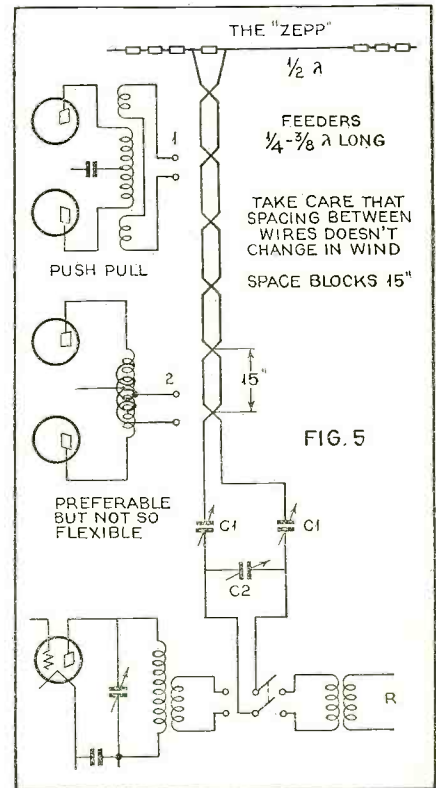 THE "ZEPP"
1/2 λ
FEEDERS
1/4-3/8 λ LONG
1
TAKE CARE THAT
SPACING BETWEEN
WIRES DOESN'T
CHANGE IN WIND
PUSH PULL
SPACE BLOCKS 15"
2
15"
FIG. 5
PREFERABLE
BUT NOT SO
FLEXIBLE
C1
C1
C2
R